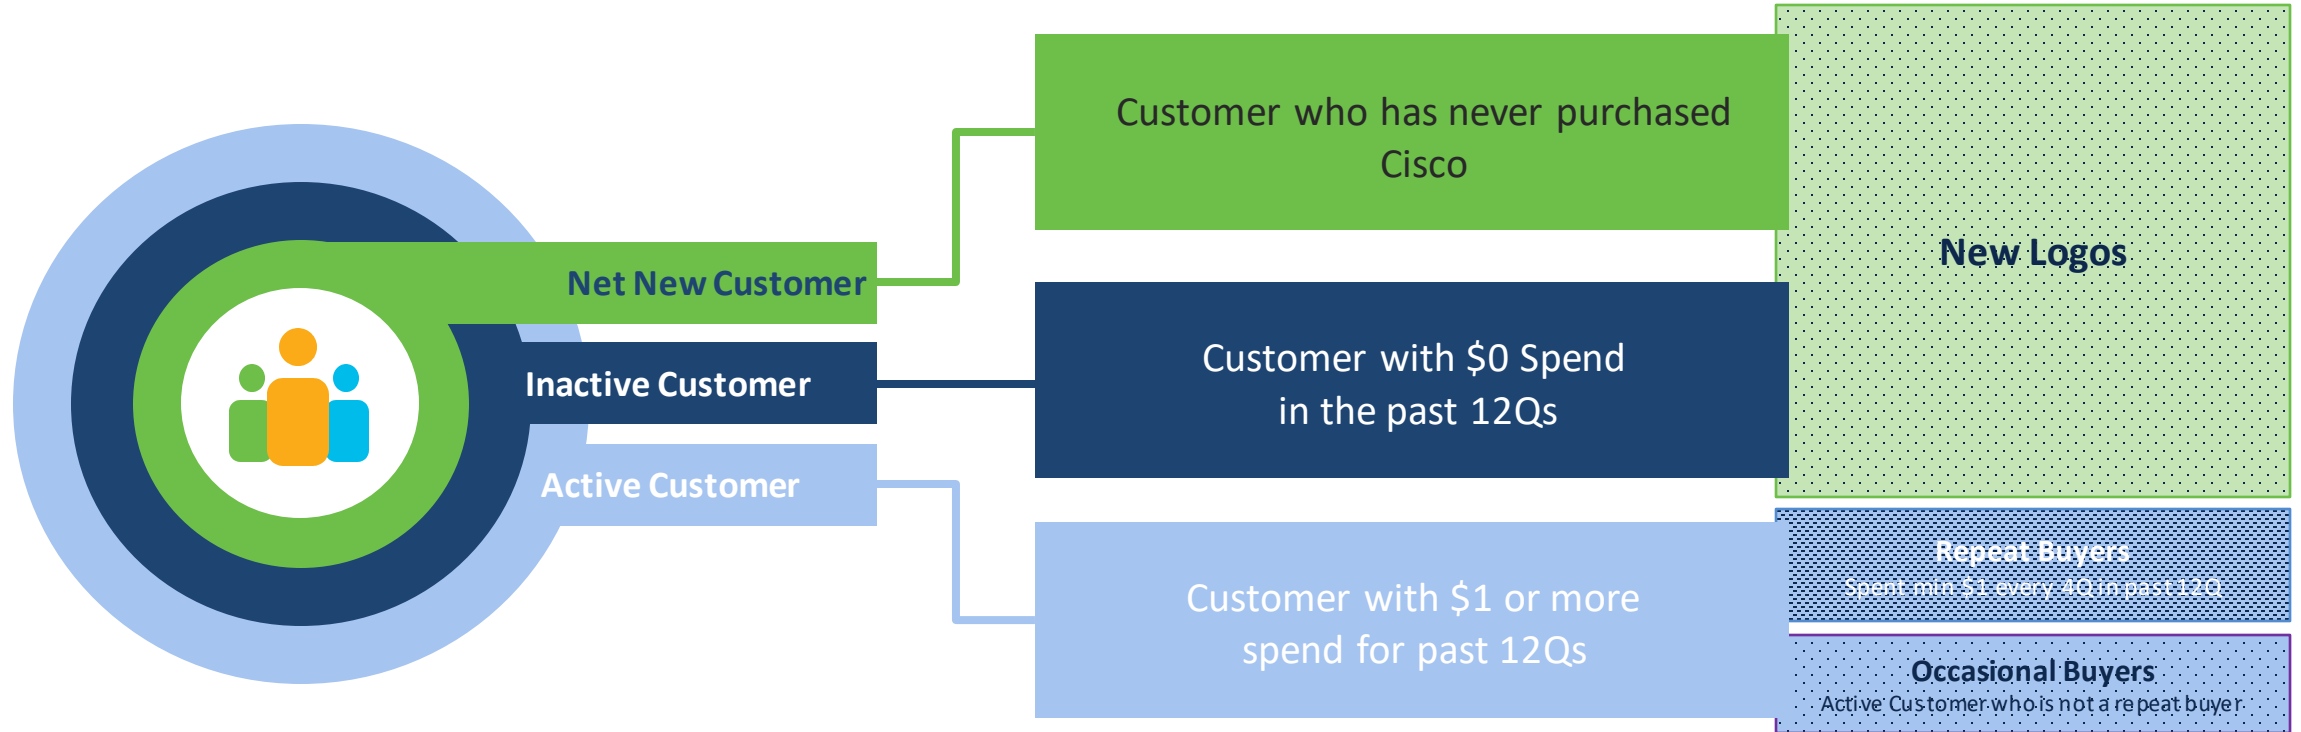 Net New Customer
Inactive Customer
Active Customer
Customer who has never purchased
Cisco
Customer with $0 Spend
in the past 12Qs
Customer with $1 or more
spend for past 12Qs
New Logos
Repeat Buyers
Spent min $1 every 4Q in past 12Q
Occasional Buyers
Active Customer who is not a repeat buyer